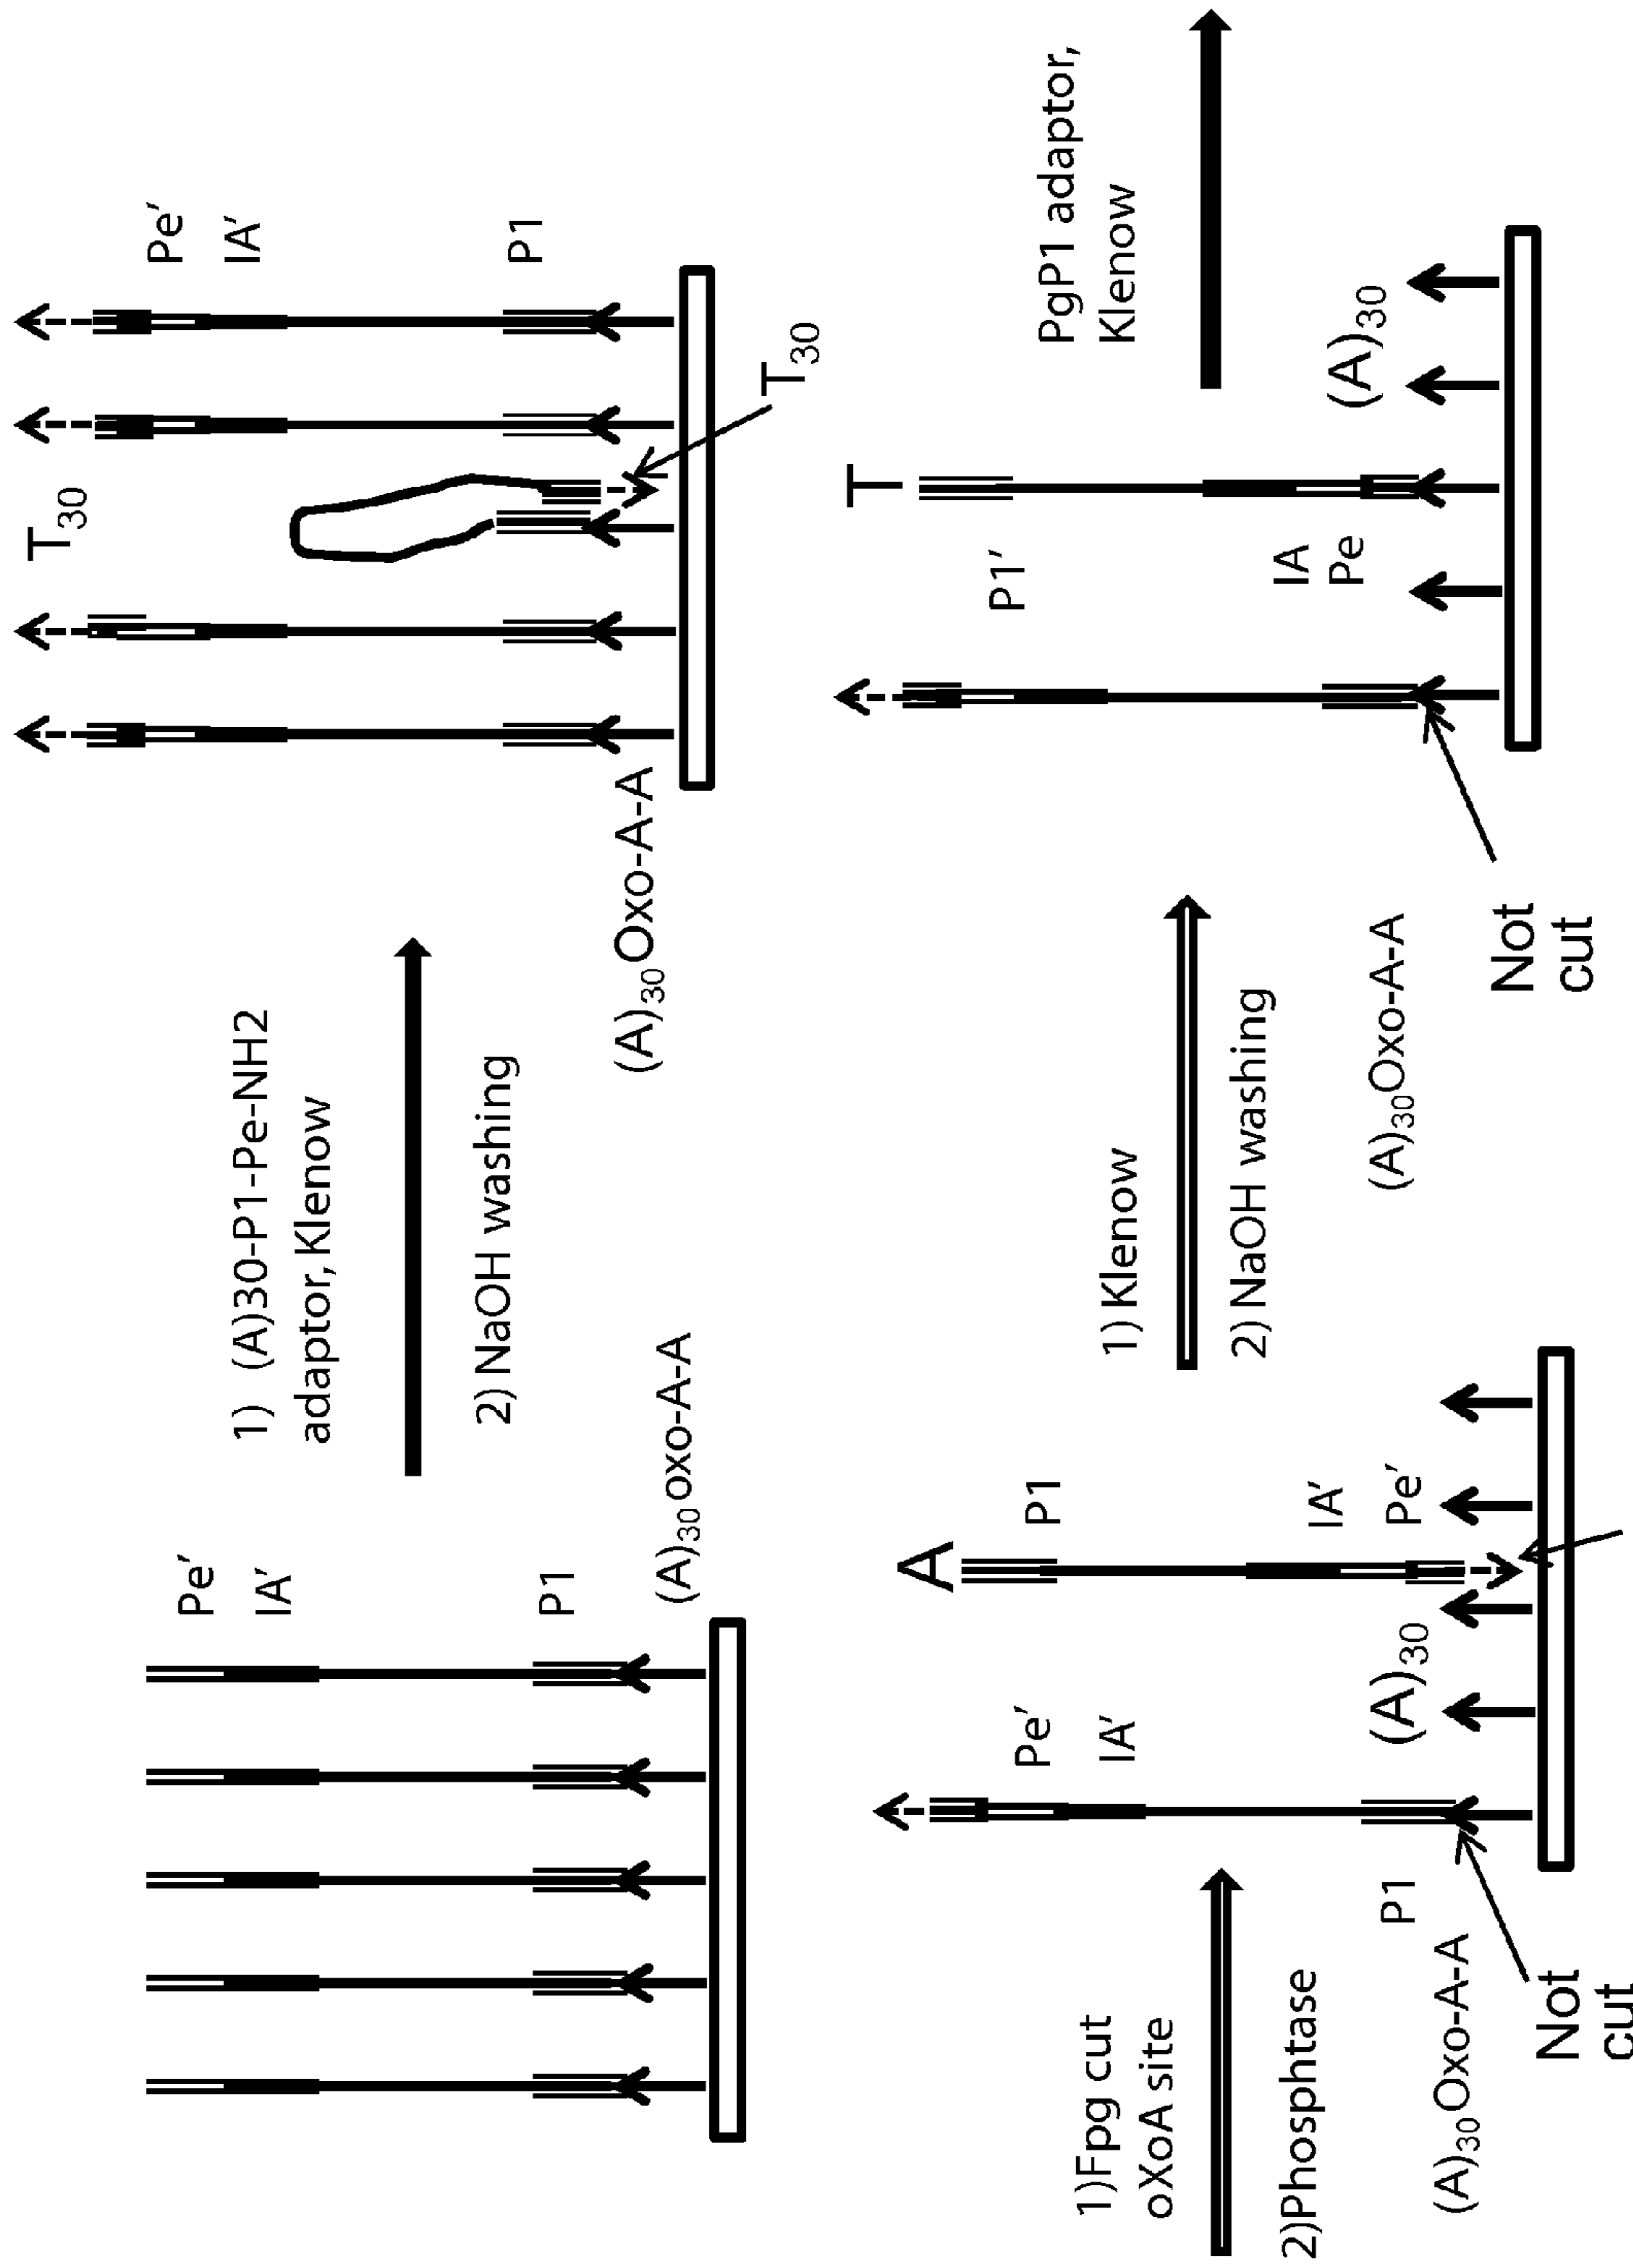 Pe'
IA'
P1
(A)30oxo-A-A
1) (A)30-P1-Pe-NH2
adaptor, Klenow
2) NaOH washing
T30
Pe'
IA'
P1
T30
(A)30Oxo-A-A
1)Fpg cut
oXoA site
2)Phosphtase
Pe'
IA'
P1
(A)30Oxo-A-A
Not
cut
(A)30
A
P1
IA'
Pe'
1) Klenow
2) NaOH washing
(A)30Oxo-A-A
Not
cut
P1'
T
IA
Pe
(A)30
PgP1 adaptor,
Klenow